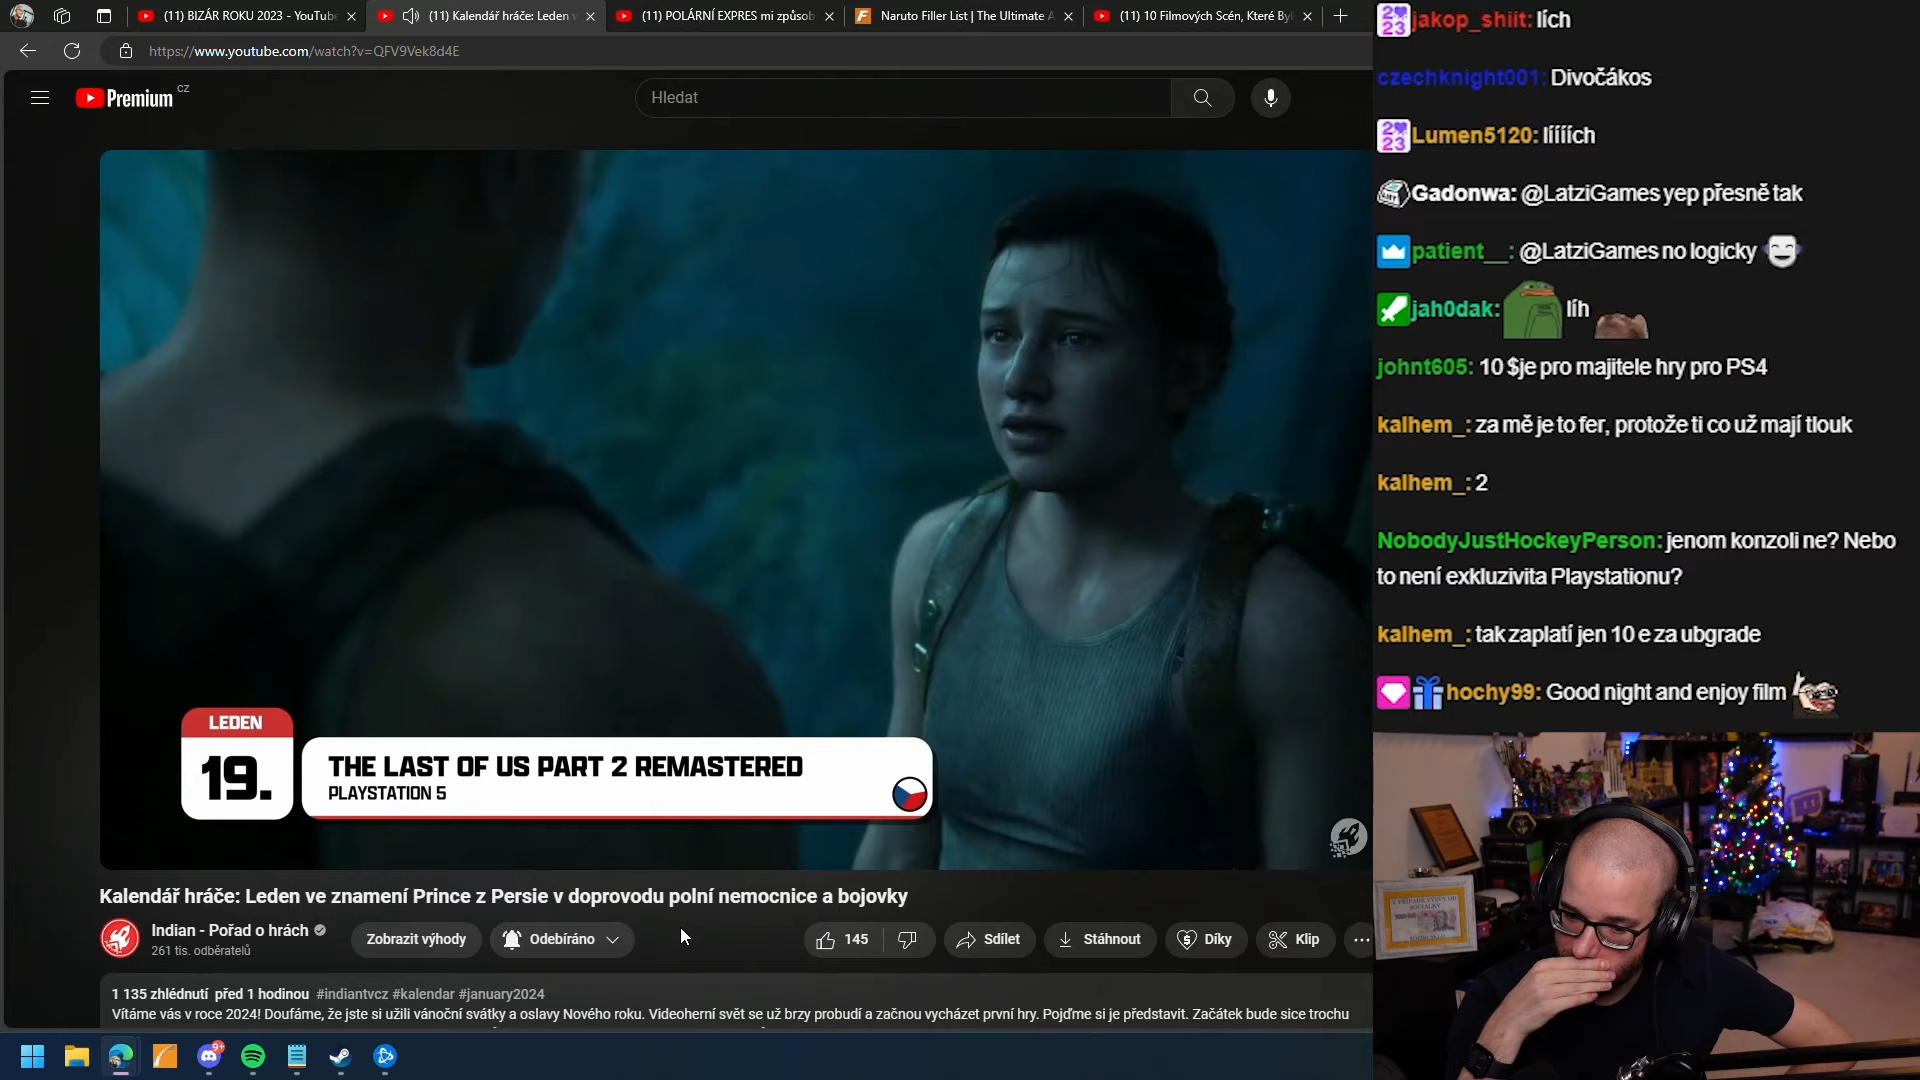 (11) BIZÁR ROKU 2023 - YouTube
(11) Kalendář hráče: Leden v
(11) POLÁRNÍ EXPRES mi způsob
Naruto Filler List | The Ultimate A
(11) 10 Filmových Scén, Které By
https://www.youtube.com/watch?v=QFV9Vek8d4E
Premium CZ
Hledat
LEDEN
19.
THE LAST OF US PART 2 REMASTERED
PLAYSTATION 5
Kalendář hráče: Leden ve znamení Prince z Persie v doprovodu polní nemocnice a bojovky
Indian - Pořad o hrách
261 tis. odběratelů
Zobrazit výhody
Odebíráno
145
Sdílet
Stáhnout
Díky
Klip
1 135 zhlédnutí před 1 hodinou #indiantvcz #kalendar #january2024
Vítáme vás v roce 2024! Doufáme, že jste si užili vánoční svátky a oslavy Nového roku. Videoherní svět se už brzy probudí a začnou vycházet první hry. Pojďme si je představit. Začátek bude sice trochu
9+
jakop_shiit: lích
czechknight001: Divočákos
Lumen5120: líííích
Gadonwa: @LatziGames yep přesně tak
patient__: @LatziGames no logicky
jah0dak: líh
johnt605: 10 $je pro majitele hry pro PS4
kalhem_: za mě je to fer, protože ti co už mají tlouk
kalhem_: 2
NobodyJustHockeyPerson: jenom konzoli ne? Nebo
to není exkluzivita Playstationu?
kalhem_: tak zaplatí jen 10 e za ubgrade
hochy99: Good night and enjoy film